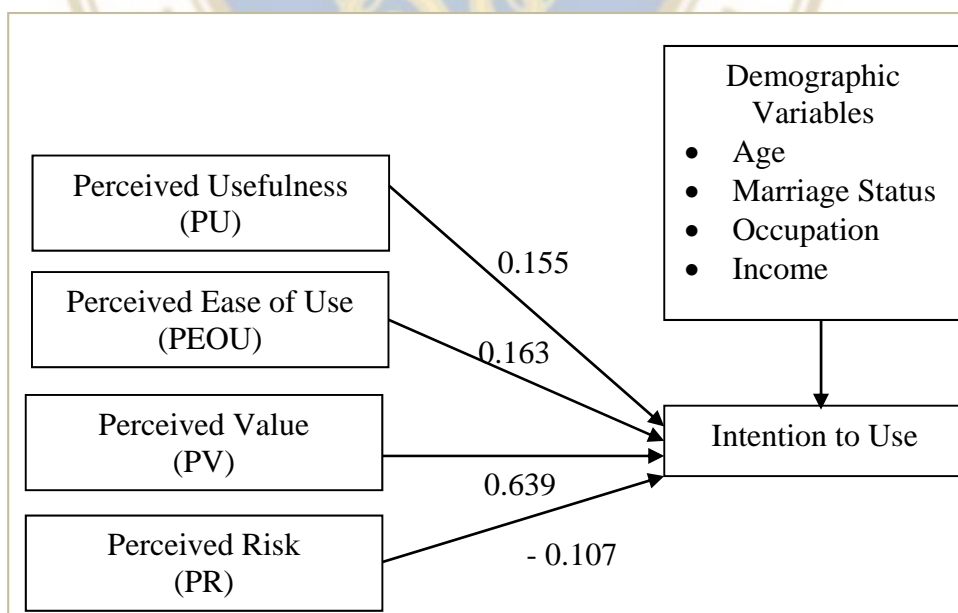 Demographic
Variables
• Age
• Marriage Status
• Occupation
• Income
Perceived Usefulness
(PU)
0.155
Perceived Ease of Use
(PEOU)
0.163
Perceived Value
(PV)
0.639
Perceived Risk
(PR)
- 0.107
Intention to Use